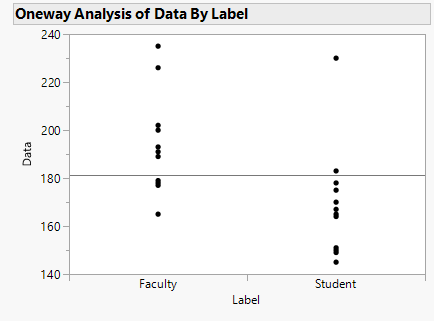 Oneway Analysis of Data By Label
240
220
200
180
160
140
Data
Faculty Student
Label